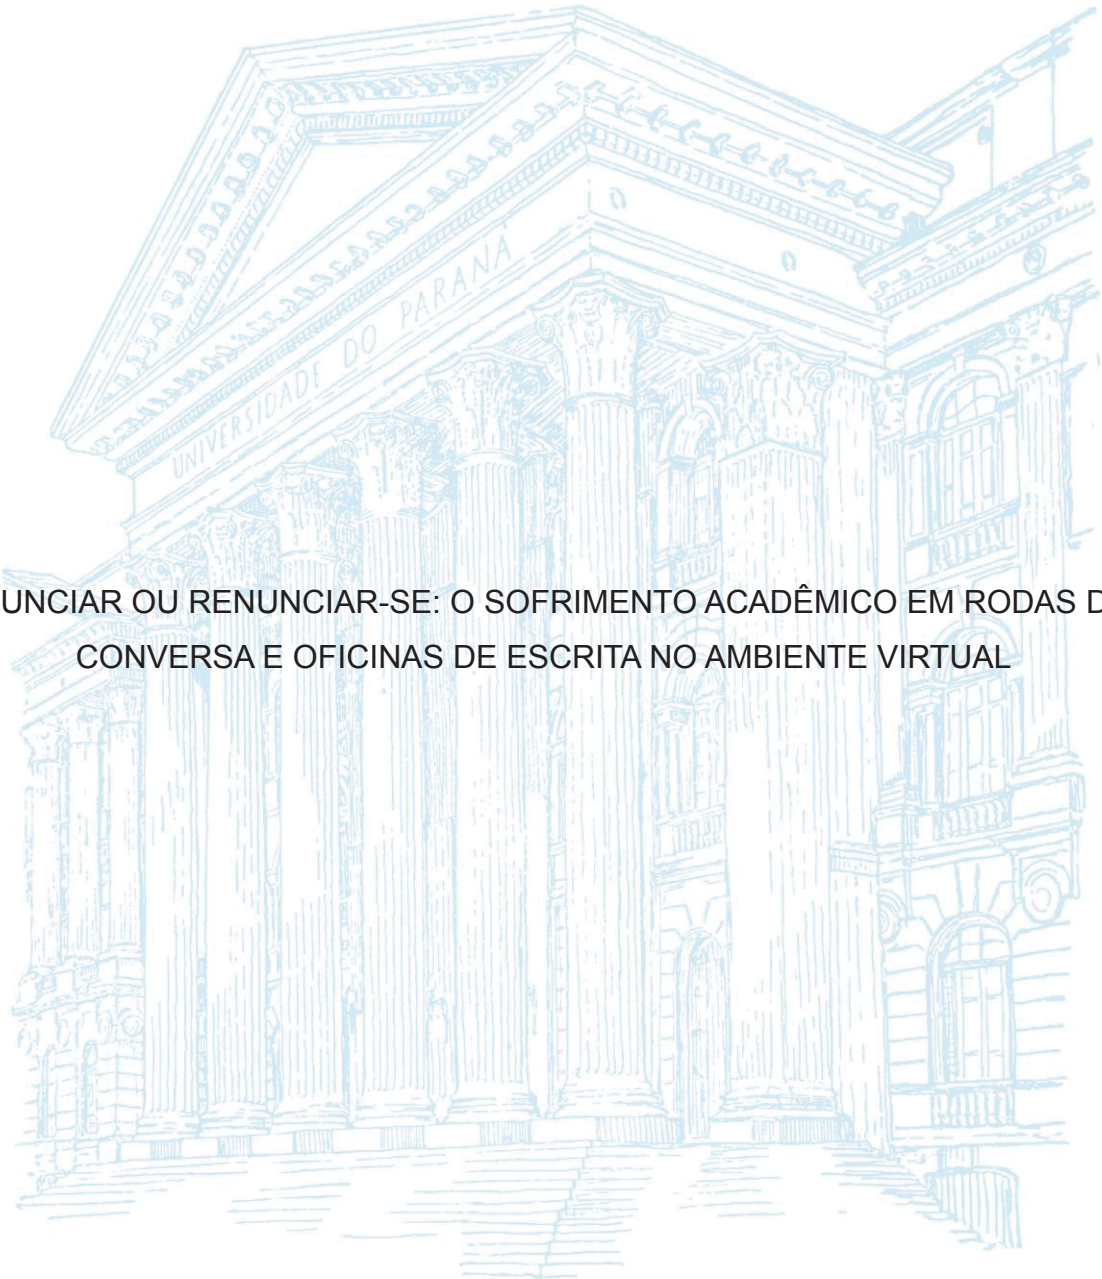 UNIVERSIDADE DO PARANÁ
UNCIAR OU RENUNCIAR-SE: O SOFRIMENTO ACADÊMICO EM RODAS D
CONVERSA E OFICINAS DE ESCRITA NO AMBIENTE VIRTUAL